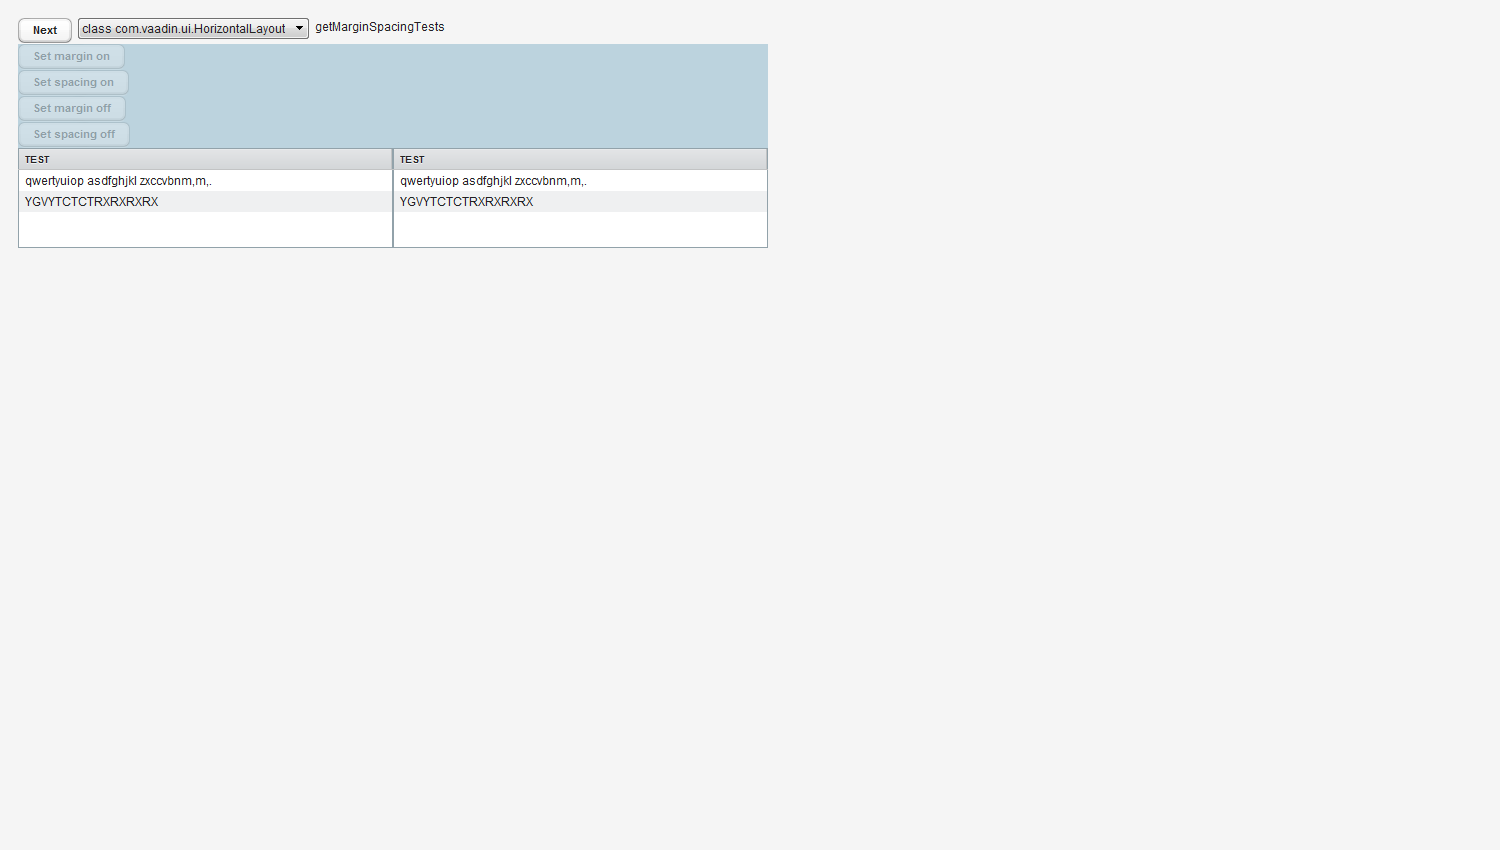 Next class com.vaadin.ui.HorizontalLayout getMarginSpacingTests
Set margin on
Set spacing on
Set margin off
Set spacing off
TEST TEST
qwertyuiop asdfghjkl zxccvbnm,m,. qwertyuiop asdfghjkl zxccvbnm,m,.
YGVYTCTCTRXRXRXRX YGVYTCTCTRXRXRXRX